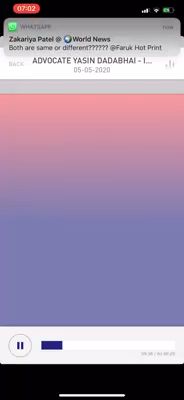 07:02
WHATSAPP now
Zakariya Patel @ 🌍World News
Both are same or different?????? @Faruk Hot Print
BACK
ADVOCATE YASIN DADABHAI - I...
05-05-2020